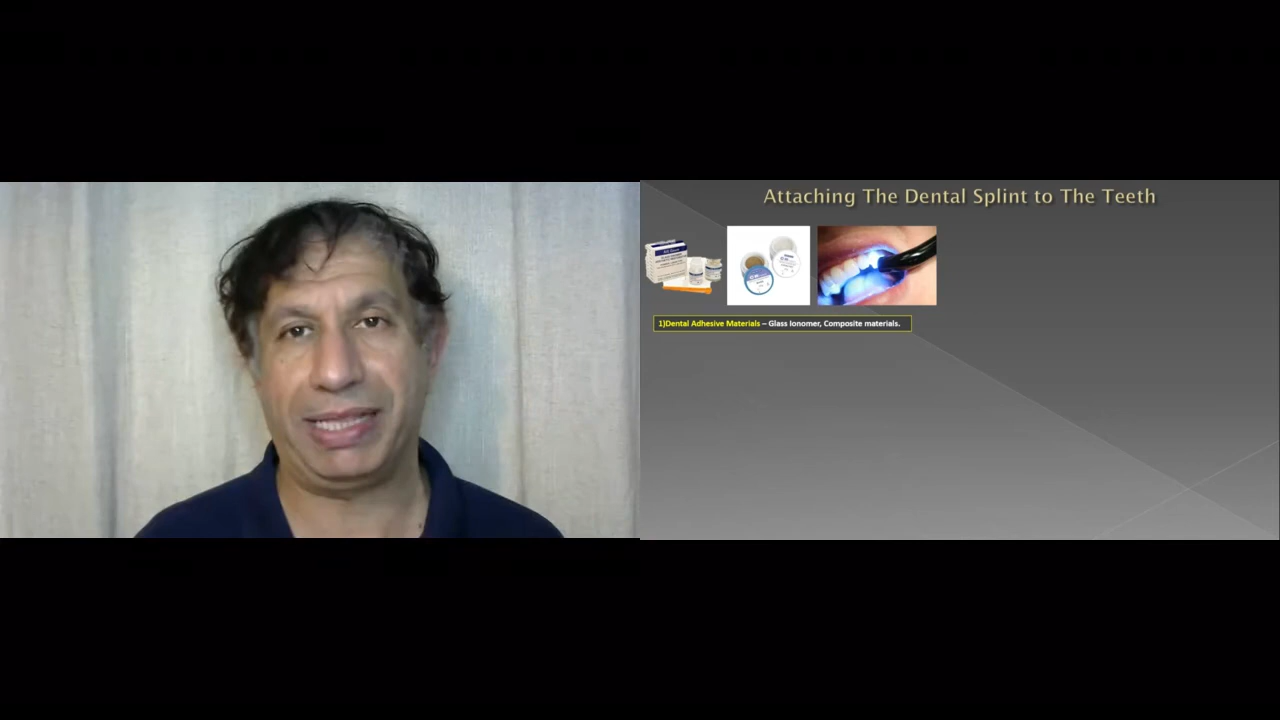 Attaching The Dental Splint to The Teeth
1)Dental Adhesive Materials – Glass Ionomer, Composite materials.